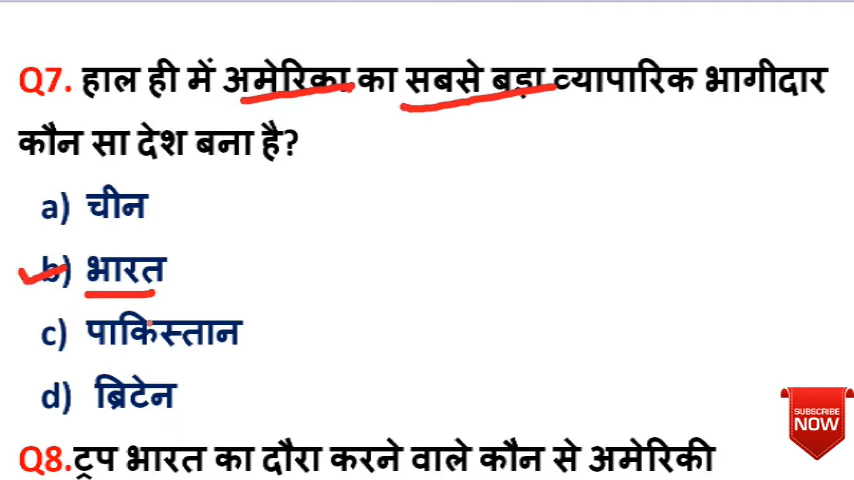 Q7. हाल ही में अमेरिका का सबसे बड़ा व्यापारिक भागीदार
कौन सा देश बना है?
a) चीन
b) भारत
c) पाकिस्तान
d) ब्रिटेन
SUBSCRIBE
NOW
Q8.ट्रप भारत का दौरा करने वाले कौन से अमेरिकी